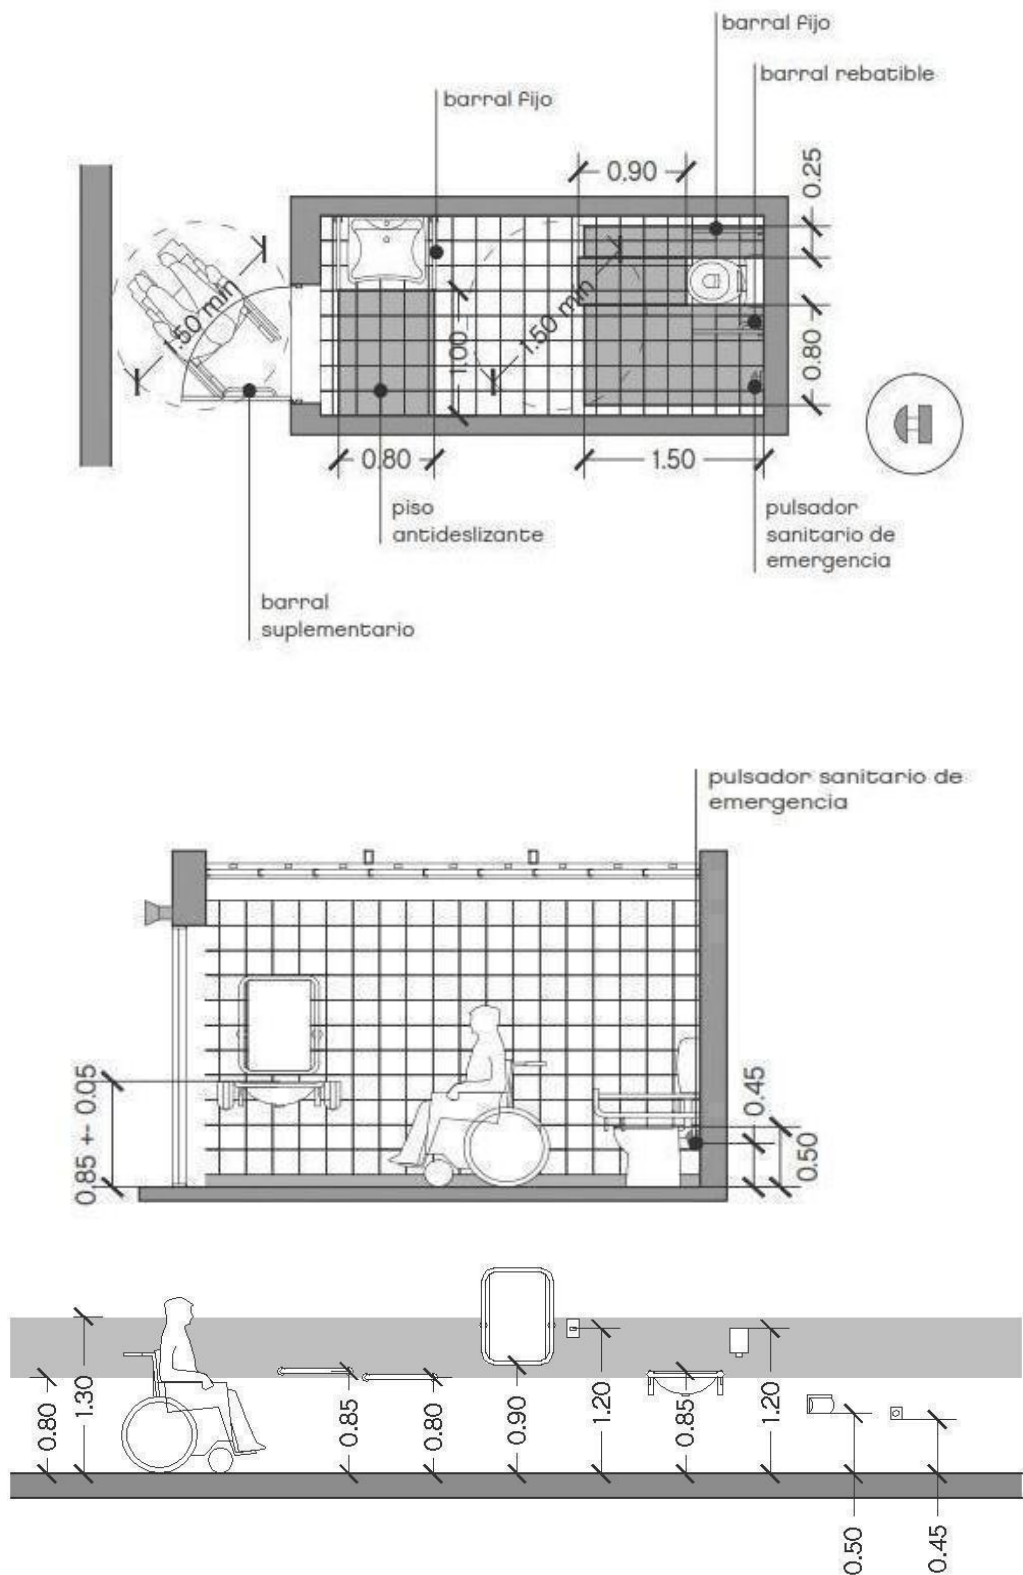 barral fijo
barral rebatible
barral fijo
0.90
0.25
1.50 min
1.00
1.50 min
0.80
0.80
1.50
piso
antideslizante
pulsador
sanitario de
emergencia
barral
suplementario
pulsador sanitario de
emergencia
0.85 +- 0.05
0.45
0.50
0.80
1.30
0.85
0.80
0.90
1.20
0.85
1.20
0.50
0.45